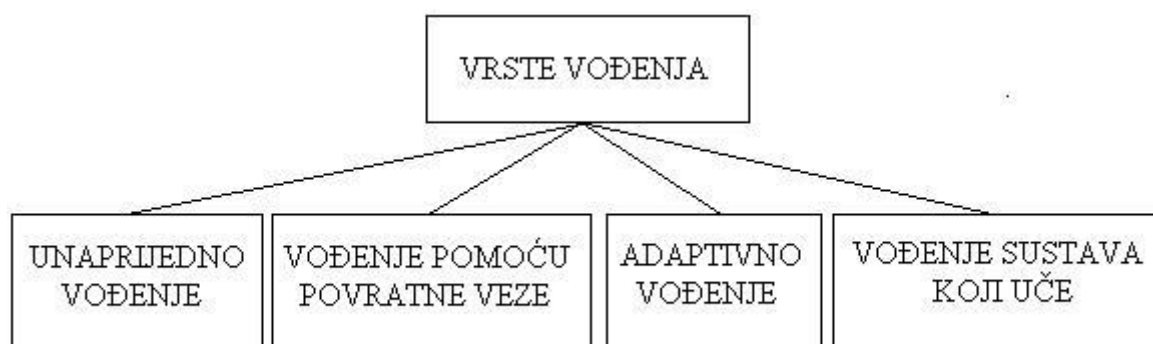 VRSTE VOĐENJA
UNAPRIJEDNO
VOĐENJE
VOĐENJE POMOĆU
POVRATNE VEZE
ADAPTIVNO
VOĐENJE
VOĐENJE SUSTAVA
KOJI UČE